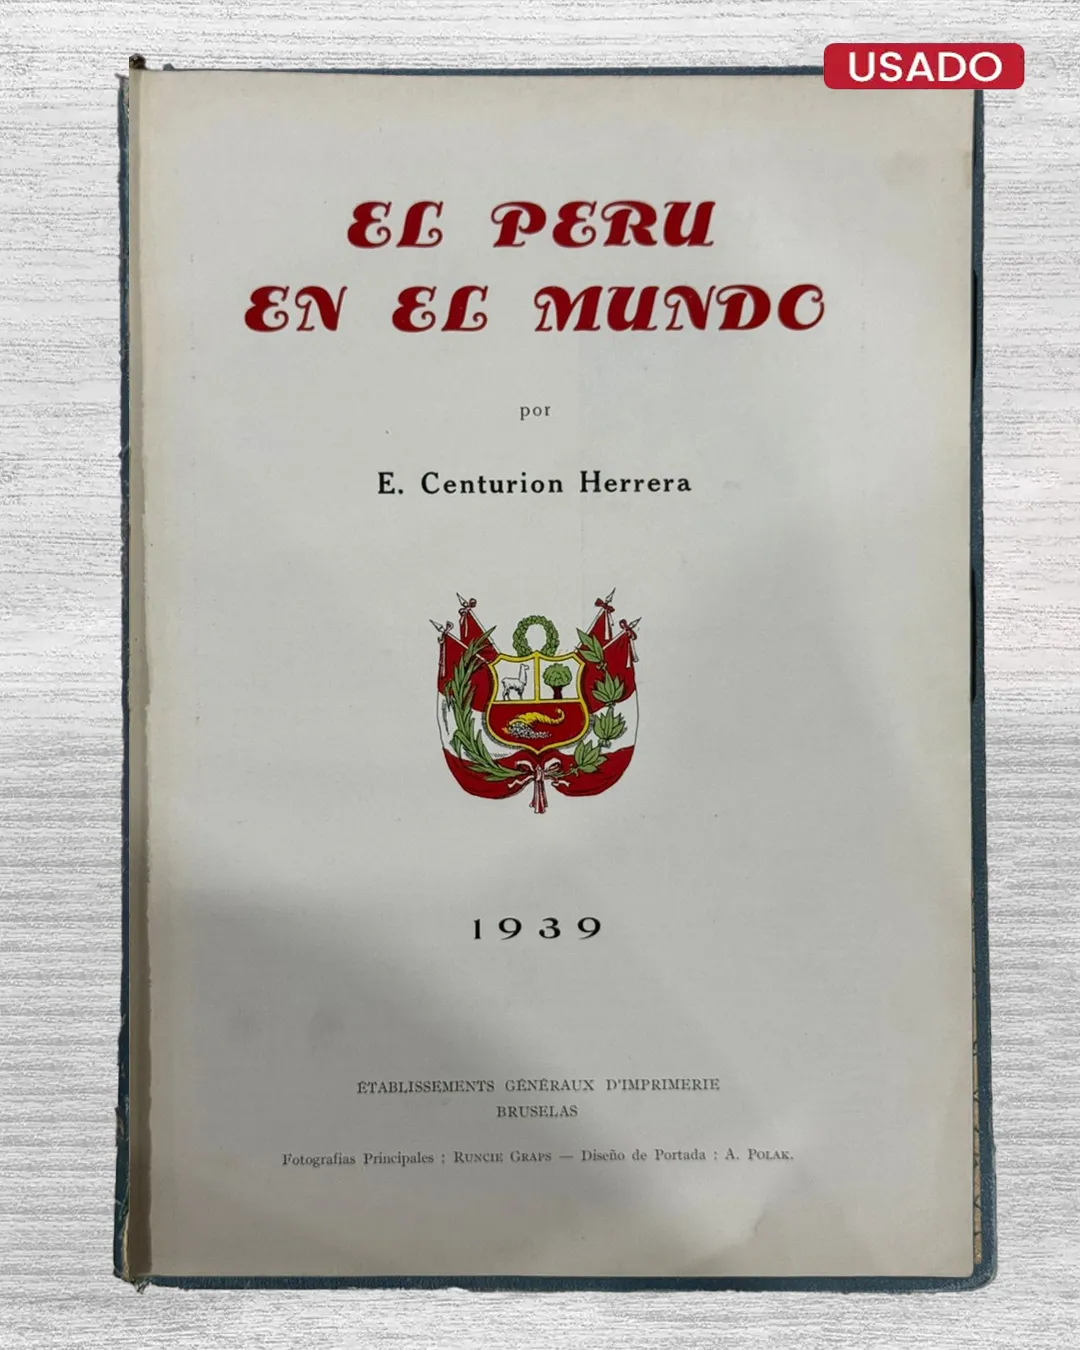 USADO
EL PERU
EN EL MUNDO
por
E. Centurion Herrera
1939
ÉTABLISSEMENTS GÉNÉRAUX D'IMPRIMERIE
BRUSELAS
Fotografias Principales : RUNCIE GRAPS — Diseño de Portada : A. POLAK.